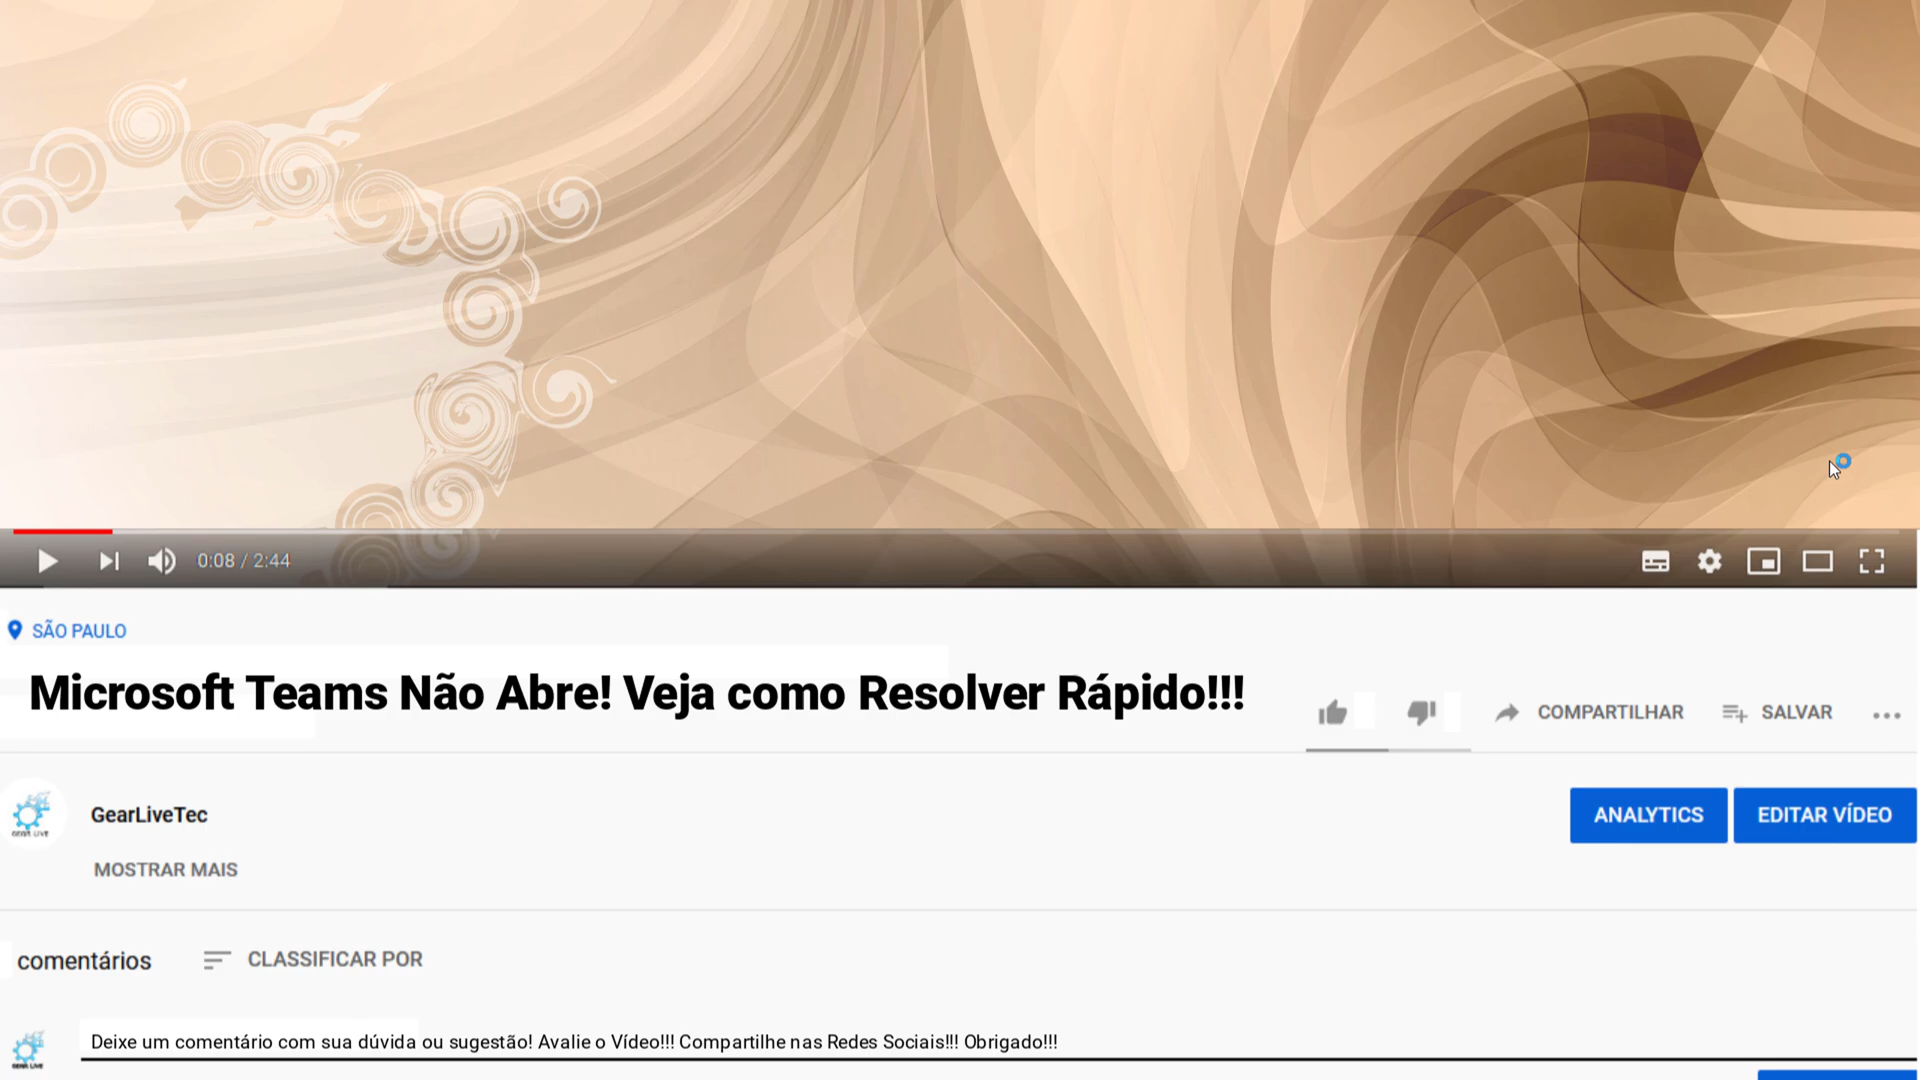 0:08 / 2:44
SÃO PAULO
Microsoft Teams Não Abre! Veja como Resolver Rápido!!!
COMPARTILHAR
SALVAR
GearLiveTec
ANALYTICS
EDITAR VÍDEO
MOSTRAR MAIS
comentários
CLASSIFICAR POR
Deixe um comentário com sua dúvida ou sugestão! Avalie o Vídeo!!! Compartilhe nas Redes Sociais!!! Obrigado!!!
GEAR LIVE